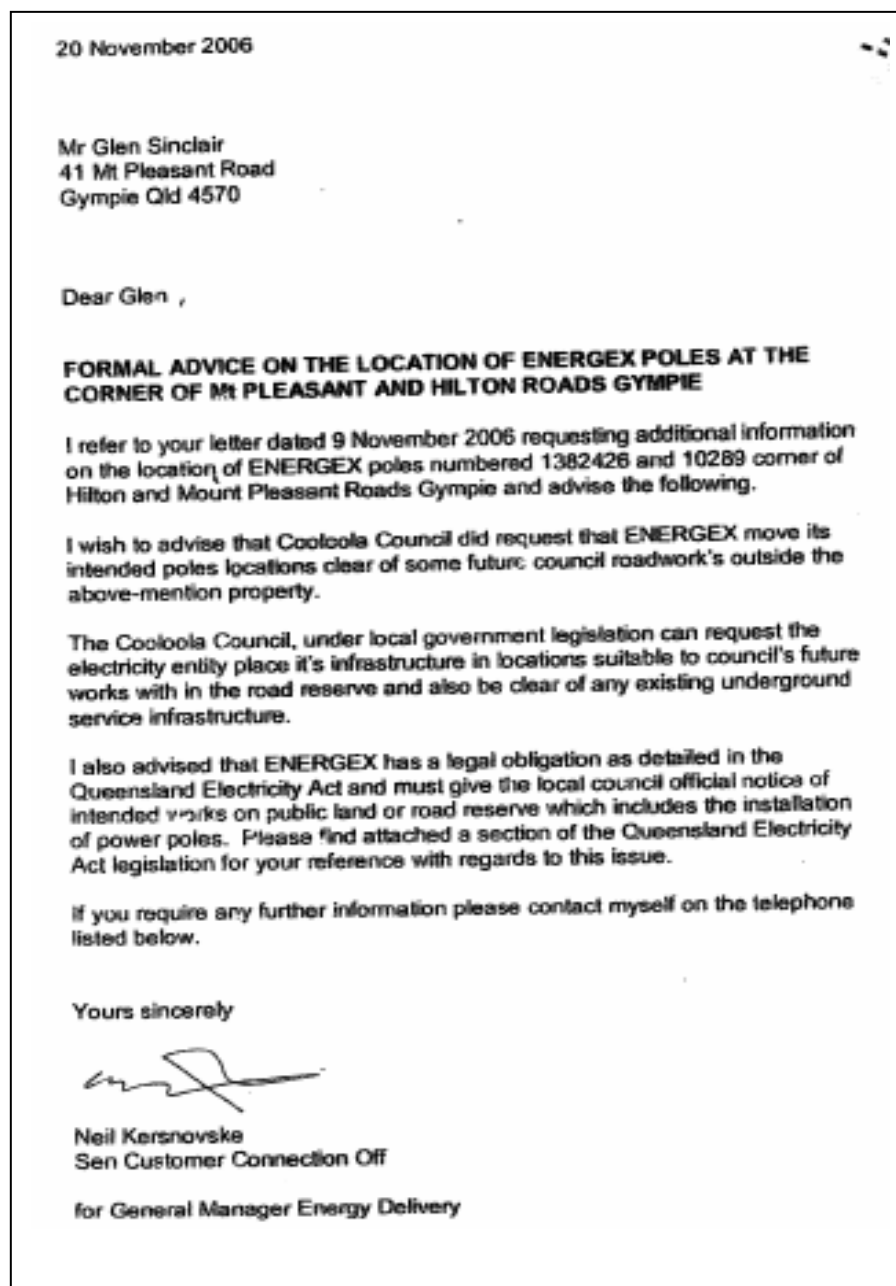 20 November 2006
Mr Glen Sinclair
41 Mt Pleasant Road
Gympie Qld 4570
Dear Glen ,
FORMAL ADVICE ON THE LOCATION OF ENERGEX POLES AT THE
CORNER OF Mt PLEASANT AND HILTON ROADS GYMPIE
I refer to your letter dated 9 November 2006 requesting additional information
on the location of ENERGEX poles numbered 1382426 and 10289 corner of
Hilton and Mount Pleasant Roads Gympie and advise the following.
I wish to advise that Cooloola Council did request that ENERGEX move its
intended poles locations clear of some future council roadwork's outside the
above-mention property.
The Cooloola Council, under local government legislation can request the
electricity entity place it's infrastructure in locations suitable to council's future
works with in the road reserve and also be clear of any existing underground
service infrastructure.
I also advised that ENERGEX has a legal obligation as detailed in the
Queensland Electricity Act and must give the local council official notice of
intended works on public land or road reserve which includes the installation
of power poles. Please find attached a section of the Queensland Electricity
Act legislation for your reference with regards to this issue.
If you require any further information please contact myself on the telephone
listed below.
Yours sincerely
Neil Kersnovske
Sen Customer Connection Off
for General Manager Energy Delivery